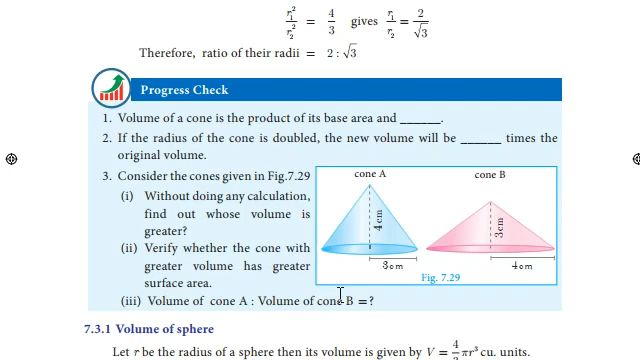 r₁²/r₂² = 4/3 gives r₁/r₂ = 2/√3
Therefore, ratio of their radii = 2 : √3
Progress Check
1. Volume of a cone is the product of its base area and ______.
2. If the radius of the cone is doubled, the new volume will be ______ times the
original volume.
3. Consider the cones given in Fig.7.29
(i) Without doing any calculation,
find out whose volume is
greater?
(ii) Verify whether the cone with
greater volume has greater
surface area.
(iii) Volume of cone A : Volume of cone B = ?
cone A
cone B
4cm
3cm
3cm
4cm
Fig. 7.29
7.3.1 Volume of sphere
Let r be the radius of a sphere then its volume is given by V = 4/3 πr³ cu. units.